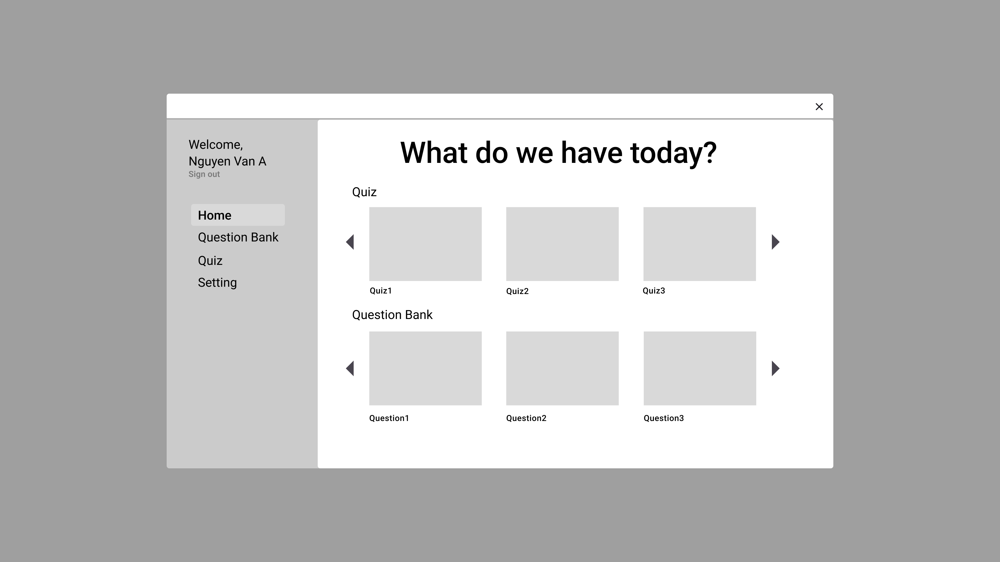 Welcome,
Nguyen Van A
Sign out
Home
Question Bank
Quiz
Setting
What do we have today?
Quiz
Quiz1
Quiz2
Quiz3
Question Bank
Question1
Question2
Question3